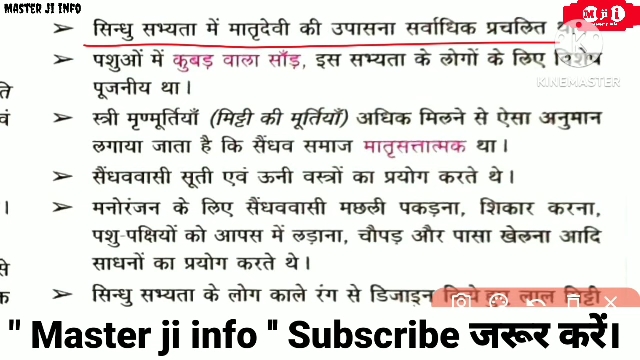 MASTER JI INFO
Mji
➢ सिन्धु सभ्यता में मातृदेवी की उपासना सर्वाधिक प्रचलित
KINEMASTER
➢ पशुओं में कुबड़ वाला साँड़, इस सभ्यता के लोगों के लिए विशेष
पूजनीय था।
➢ स्त्री मृण्मूर्तियाँ (मिट्टी की मूर्तियाँ) अधिक मिलने से ऐसा अनुमान
लगाया जाता है कि सैंधव समाज मातृसत्तात्मक था।
➢ सैंधववासी सूती एवं ऊनी वस्त्रों का प्रयोग करते थे।
➢ मनोरंजन के लिए सैंधववासी मछली पकड़ना, शिकार करना,
पशु-पक्षियों को आपस में लड़ाना, चौपड़ और पासा खेलना आदि
साधनों का प्रयोग करते थे।
➢ सिन्धु सभ्यता के लोग काले रंग से डिजाइन किये हुए लाल मिट्टी
" Master ji info " Subscribe जरूर करें।